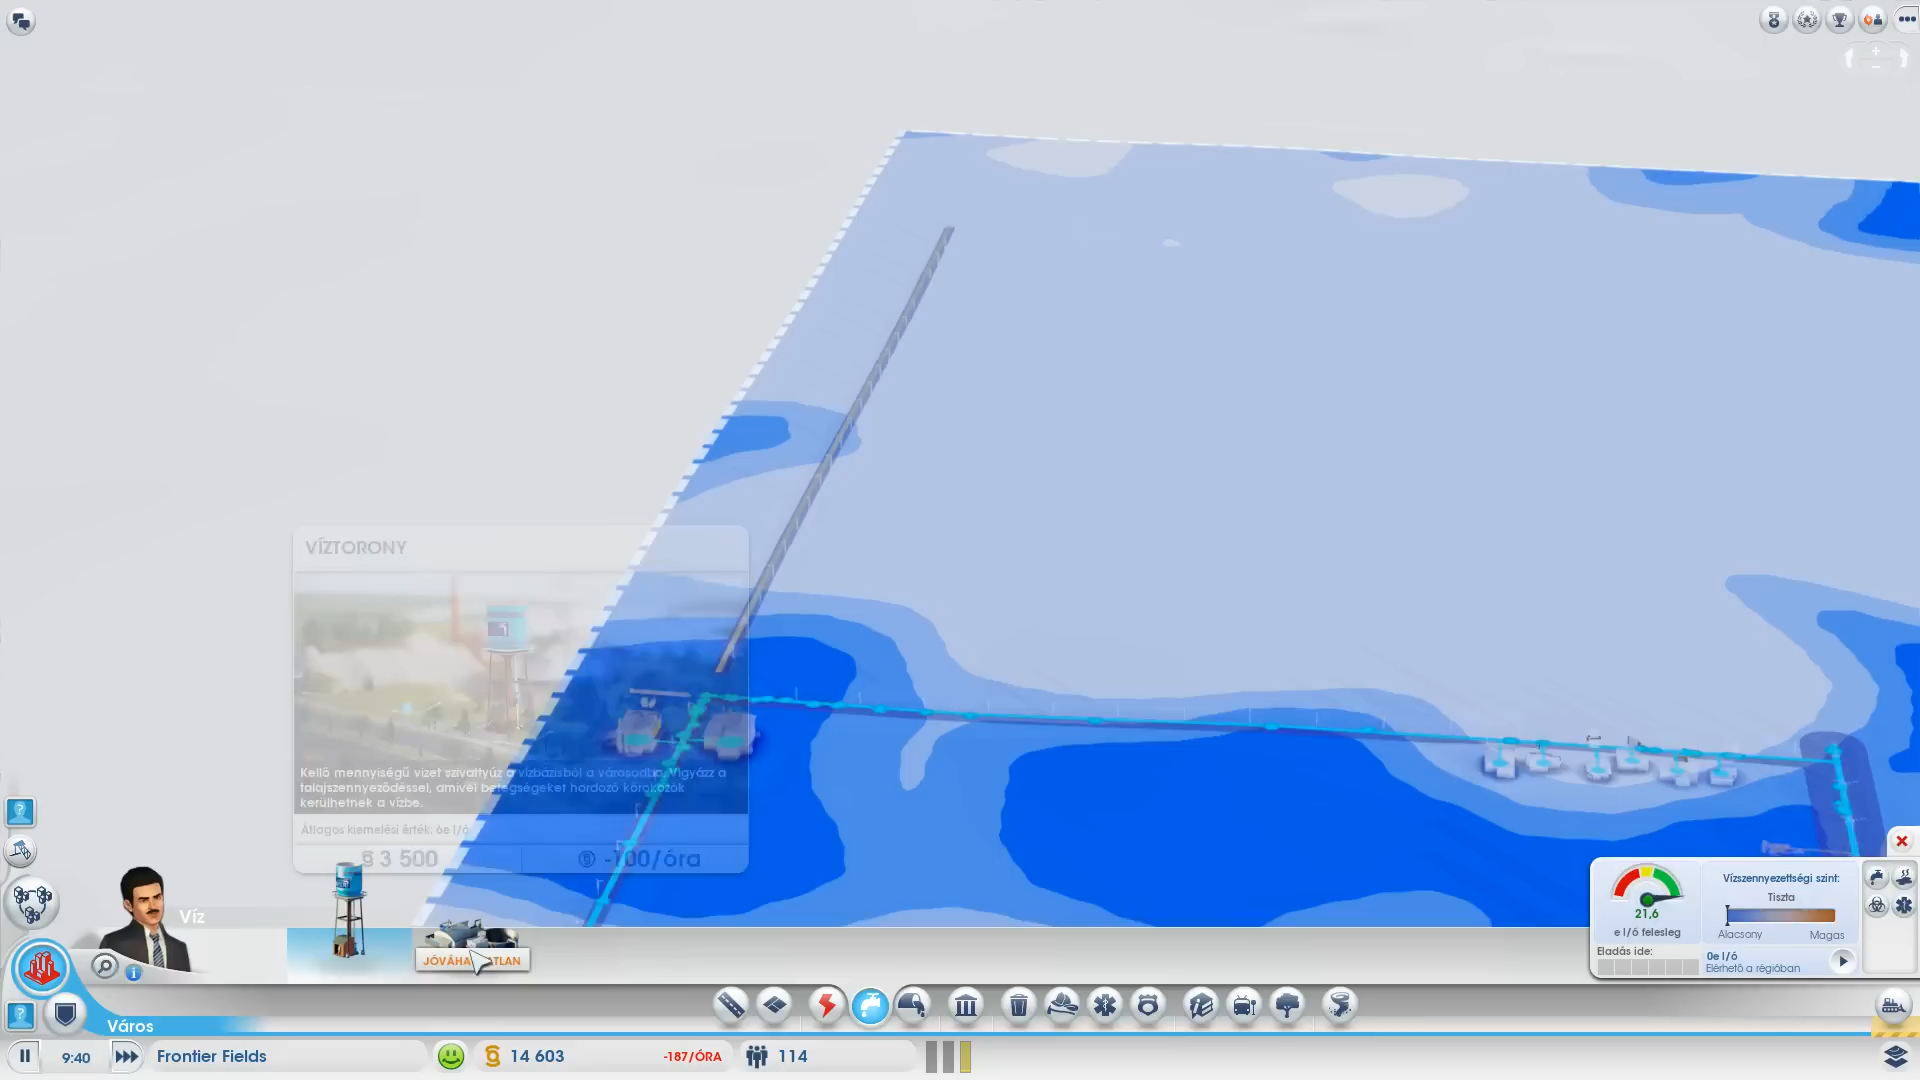 VÍZTORONY
Kellő mennyiségű vizet szivattyúz a vízbázisból a városodba. Vigyázz a
talajszennyeződéssel, amivel betegségeket hordozó kórokozók
kerülhetnek a vízbe.
Átlagos kiemelési érték: 6e l/ó
§ 3 500
-100/óra
Víz
21,6
e l/ó felesleg
Vízszennyezettségi szint:
Tiszta
Alacsony
Magas
Eladás ide:
0e l/ó
Elérhető a régióban
Város
9:40
Frontier Fields
14 603
-187/ÓRA
114